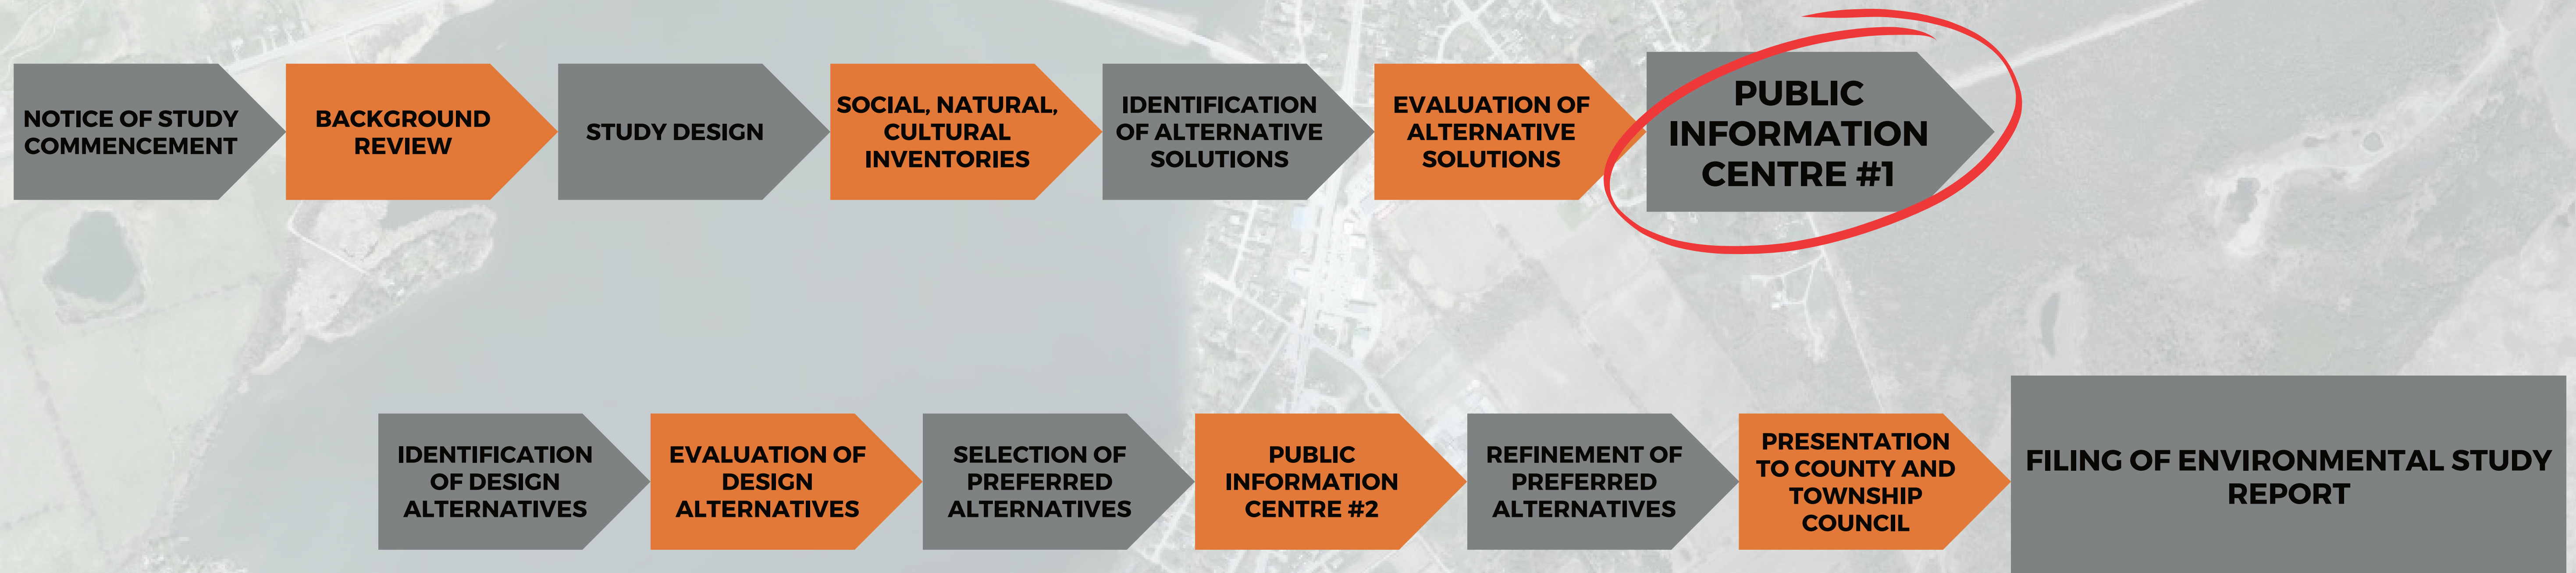 NOTICE OF STUDY
COMMENCEMENT
BACKGROUND
REVIEW
STUDY DESIGN
SOCIAL, NATURAL,
CULTURAL
INVENTORIES
IDENTIFICATION
OF ALTERNATIVE
SOLUTIONS
EVALUATION OF
ALTERNATIVE
SOLUTIONS
PUBLIC
INFORMATION
CENTRE #1
IDENTIFICATION
OF DESIGN
ALTERNATIVES
EVALUATION OF
DESIGN
ALTERNATIVES
SELECTION OF
PREFERRED
ALTERNATIVES
PUBLIC
INFORMATION
CENTRE #2
REFINEMENT OF
PREFERRED
ALTERNATIVES
PRESENTATION
TO COUNTY AND
TOWNSHIP
COUNCIL
FILING OF ENVIRONMENTAL STUDY
REPORT